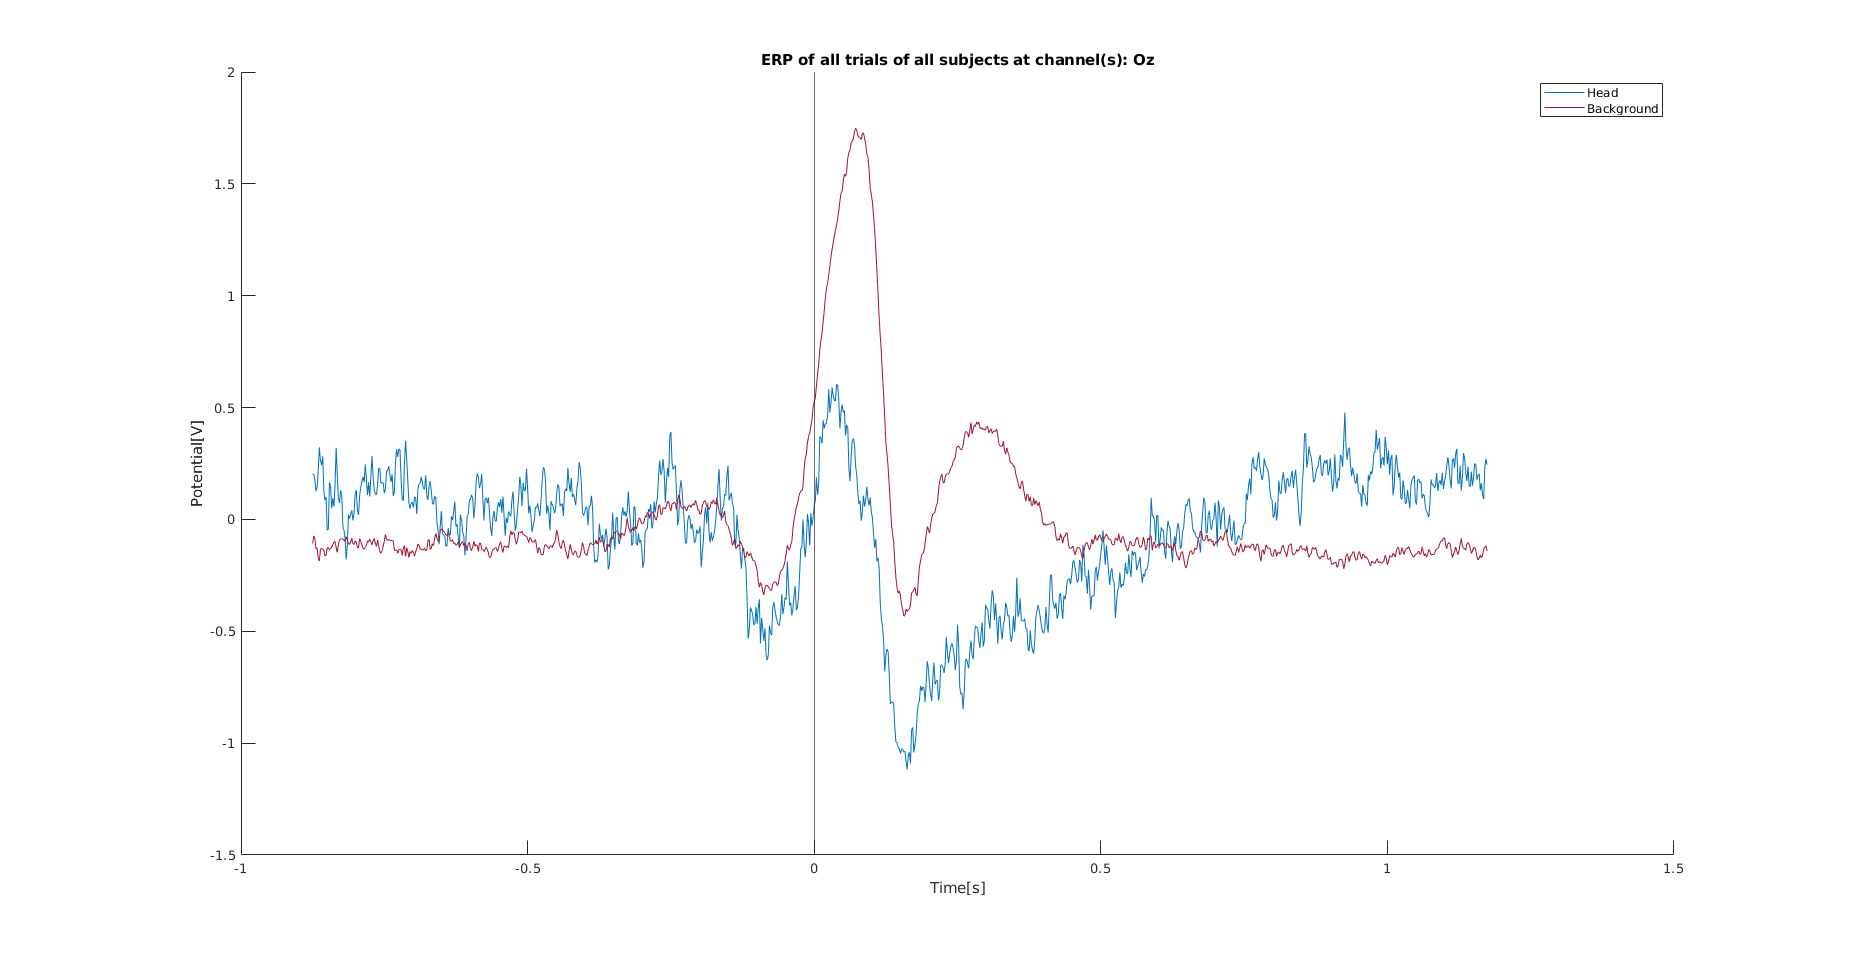 ERP of all trials of all subjects at channel(s): Oz
Head
Background
2
1.5
1
0.5
0
-0.5
-1
-1.5
Potential[V]
-1
-0.5
0
0.5
1
1.5
Time[s]